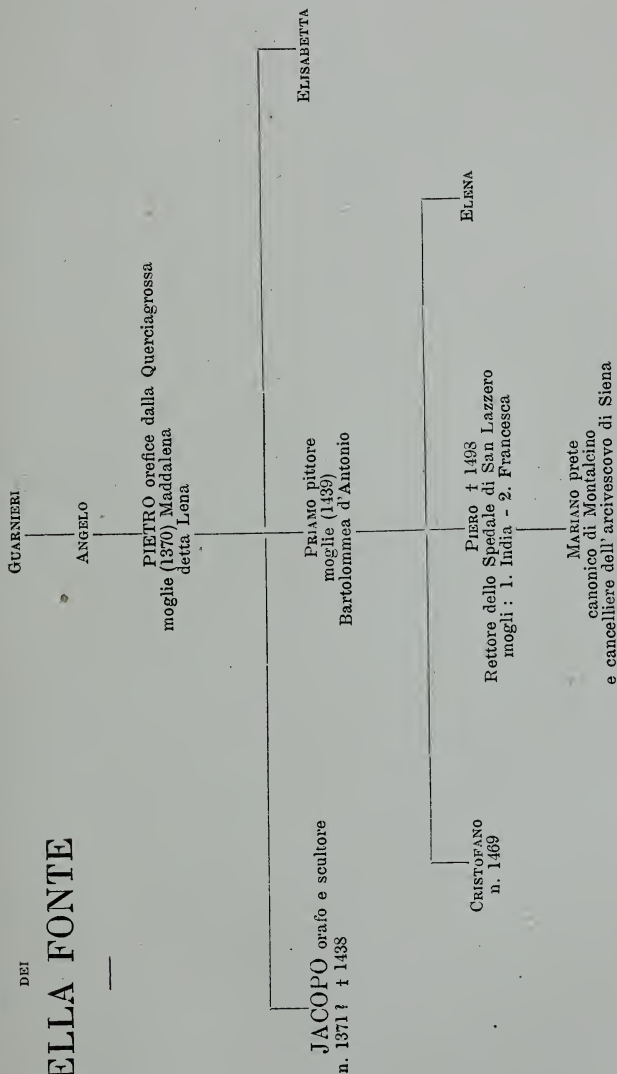 DEI
ELLA FONTE
GUARNIERI
ANGELO
PIETRO orefice dalla Querciagrossa
moglie (1370) Maddalena
detta Lena
JACOPO orafo e scultore
n. 1371? † 1438
PRIAMO pittore
moglie (1439)
Bartolommea d'Antonio
ELISABETTA
CRISTOFANO
n. 1469
PIERO † 1498
Rettore dello Spedale di San Lazzero
mogli: 1. India - 2. Francesca
ELENA
MARIANO prete
canonico di Montalcino
e cancelliere dell'arcivescovo di Siena